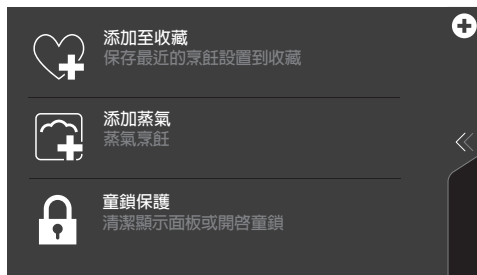 添加至收藏
保存最近的烹飪設置到收藏
添加蒸氣
蒸氣烹飪
童鎖保護
清潔顯示面板或開啓童鎖